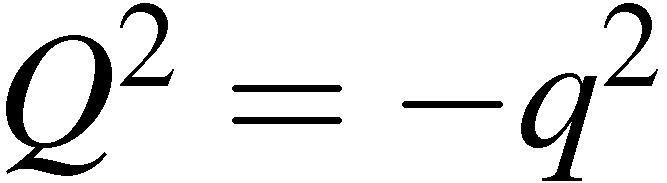 Q² = −q²